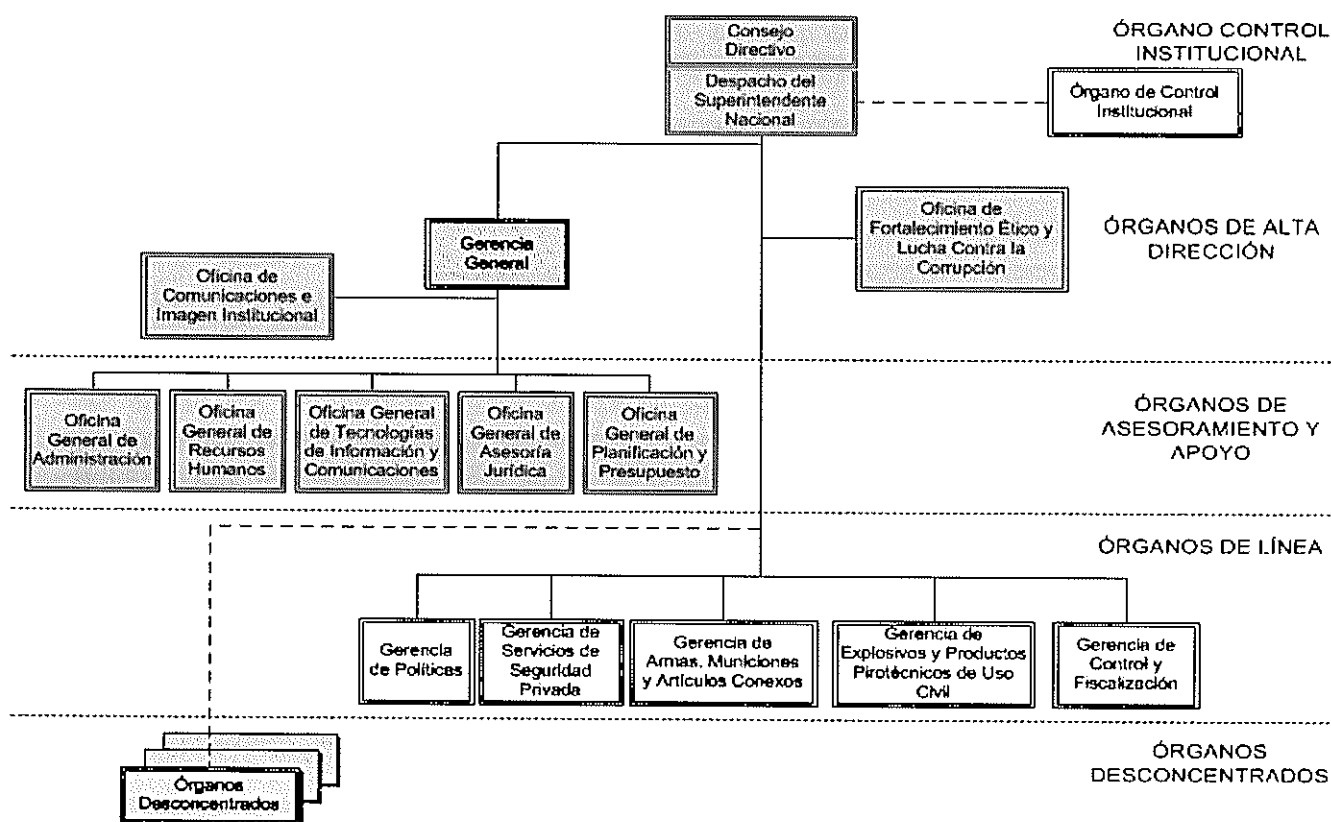 Consejo
Directivo
Despacho del
Superintendente
Nacional
ÓRGANO CONTROL
INSTITUCIONAL
Órgano de Control
Institucional
Gerencia
General
Oficina de
Comunicaciones e
Imagen Institucional
Oficina de
Fortalecimiento Ético y
Lucha Contra la
Corrupción
ÓRGANOS DE ALTA
DIRECCIÓN
Oficina
General de
Administración
Oficina
General de
Recursos
Humanos
Oficina General
de Tecnologías
de Información y
Comunicaciones
Oficina
General de
Asesoría
Jurídica
Oficina
General de
Planificación y
Presupuesto
ÓRGANOS DE
ASESORAMIENTO Y
APOYO
ÓRGANOS DE LÍNEA
Gerencia
de Políticas
Gerencia de
Servicios de
Seguridad
Privada
Gerencia de
Armas, Municiones
y Artículos Conexos
Gerencia de
Explosivos y Productos
Pirotécnicos de Uso
Civil
Gerencia de
Control y
Fiscalización
Órganos
Desconcentrados
ÓRGANOS
DESCONCENTRADOS